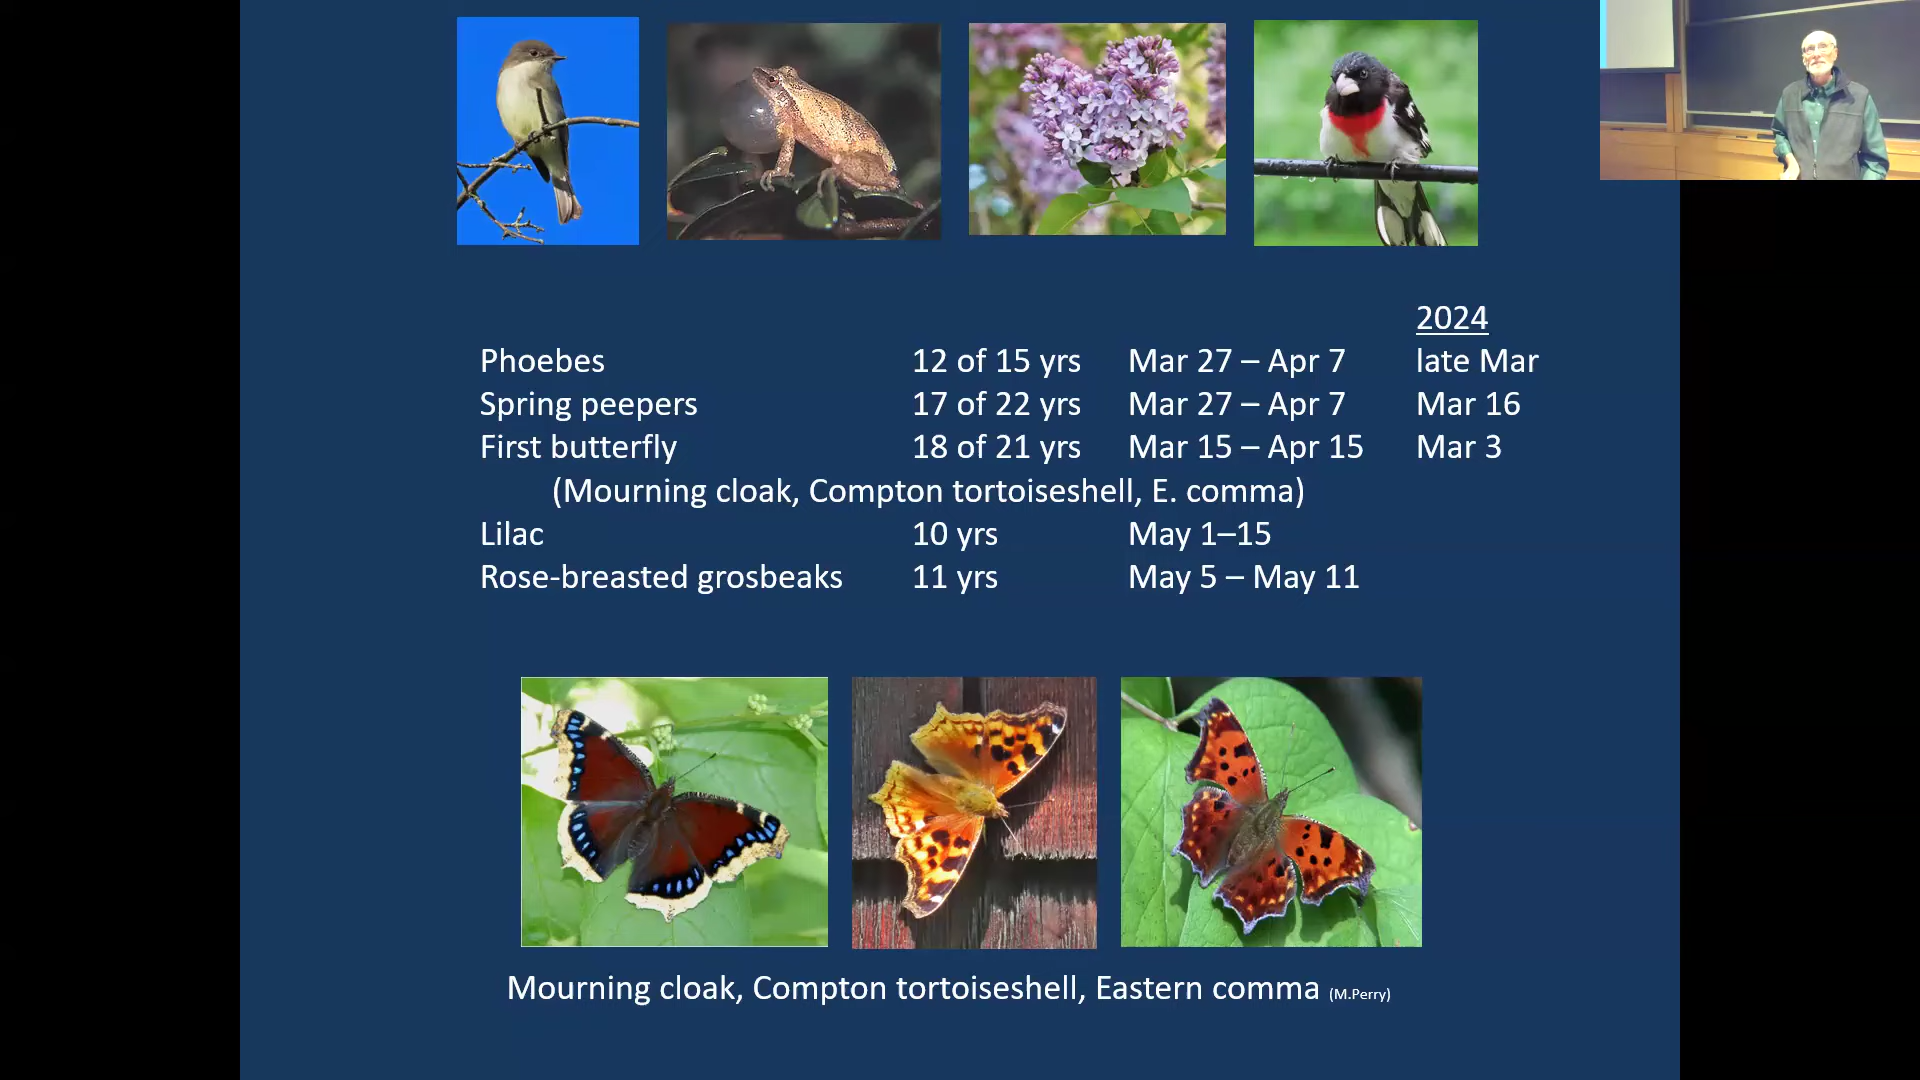 2024
Phoebes 12 of 15 yrs Mar 27 – Apr 7 late Mar
Spring peepers 17 of 22 yrs Mar 27 – Apr 7 Mar 16
First butterfly 18 of 21 yrs Mar 15 – Apr 15 Mar 3
(Mourning cloak, Compton tortoiseshell, E. comma)
Lilac 10 yrs May 1–15
Rose-breasted grosbeaks 11 yrs May 5 – May 11
Mourning cloak, Compton tortoiseshell, Eastern comma (M.Perry)